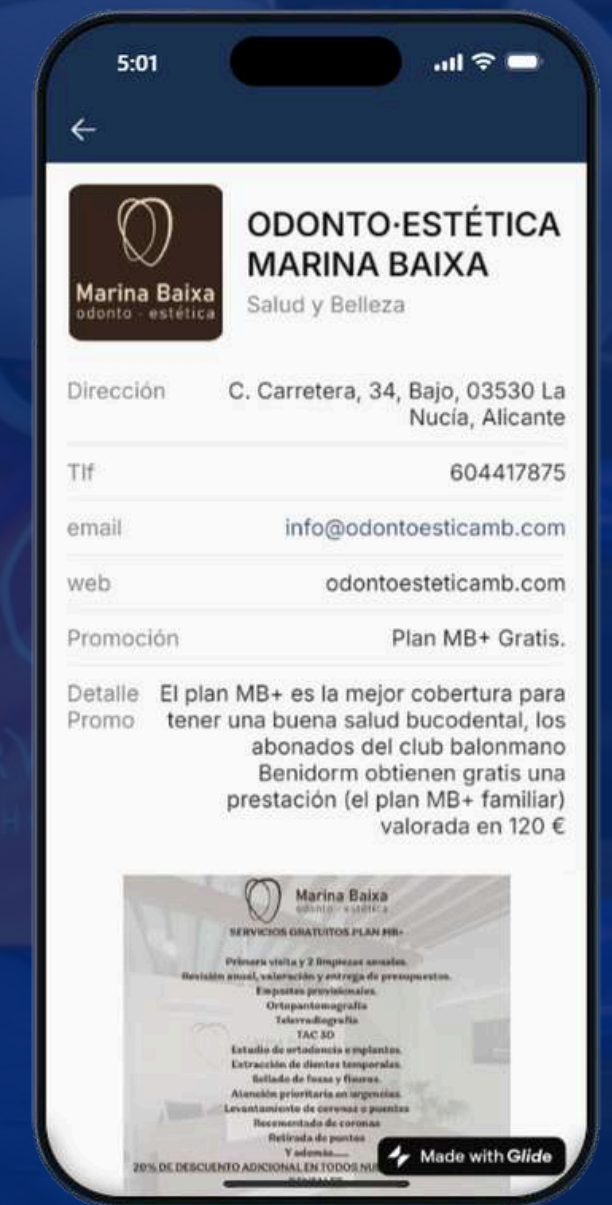 5:01
Marina Baixa
odonto - estética
ODONTO·ESTÉTICA
MARINA BAIXA
Salud y Belleza
Dirección C. Carretera, 34, Bajo, 03530 La
Nucía, Alicante
Tlf 604417875
email info@odontoesticamb.com
web odontoesteticamb.com
Promoción Plan MB+ Gratis.
Detalle El plan MB+ es la mejor cobertura para
Promo tener una buena salud bucodental, los
abonados del club balonmano
Benidorm obtienen gratis una
prestación (el plan MB+ familiar)
valorada en 120 €
Marina Baixa
odonto - estética
SERVICIOS GRATUITOS PLAN MB+
Primera visita y 2 limpiezas anuales.
Revisión anual, valoración y entrega de presupuestos.
Empastes provisionales.
Ortopantomografía
Telerradiografía
TAC 3D
Estudio de ortodoncia e implantes.
Extracción de dientes temporales.
Sellado de fosas y fisuras.
Atención prioritaria en urgencias.
Levantamiento de coronas o puentes
Recementado de coronas
Retirada de puntos
Y además......
20% DE DESCUENTO ADICIONAL EN TODOS
Made with Glide